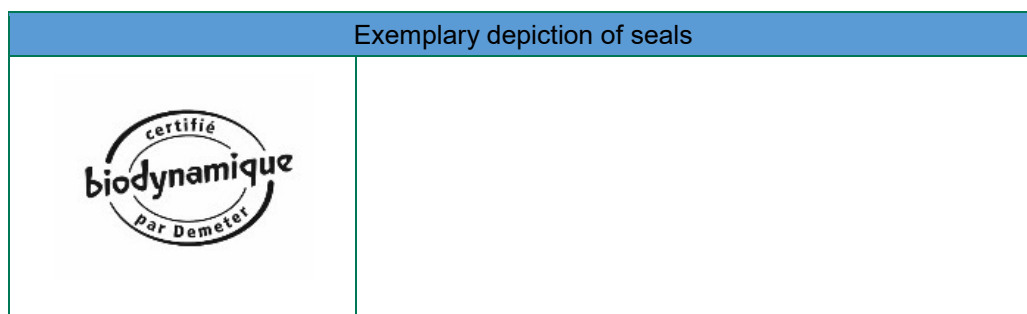 Exemplary depiction of seals
certifié
biodynamique
par Demeter